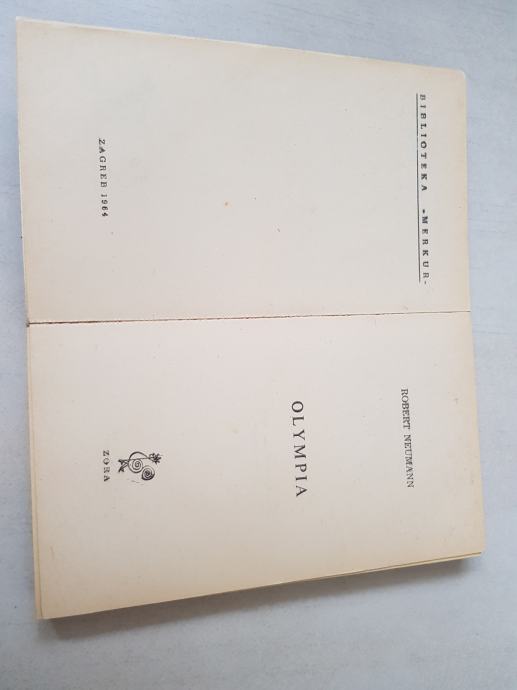 BIBLIOTEKA »MERKUR«
ZAGREB 1964
ROBERT NEUMANN
OLYMPIA
ZORA